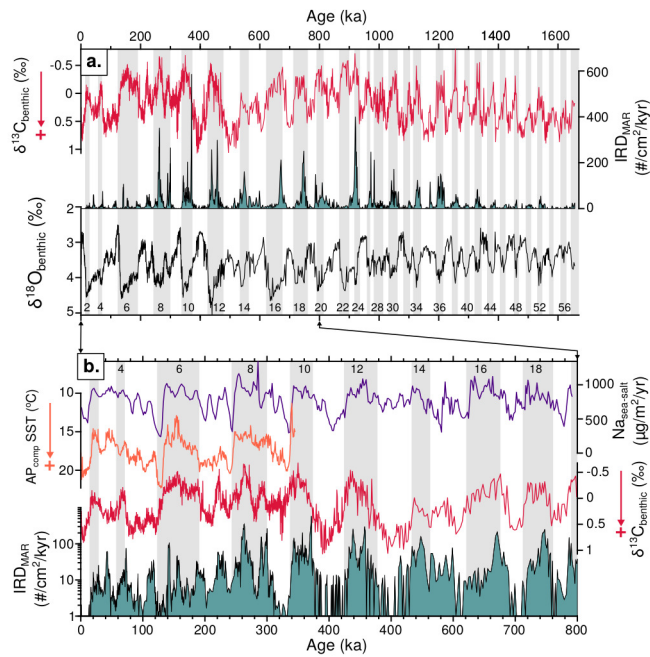 Age (ka)
0 200 400 600 800 1000 1200 1400 1600
a.
-0.5
0
0.5
1
δ13Cbenthic (‰)
+
600
400
200
0
IRDMAR (#/cm2/kyr)
2
3
4
5
δ18Obenthic (‰)
2 4 6 8 10 12 14 16 18 20 22 24 28 30 34 36 40 44 48 52 56
b.
4 6 8 10 12 14 16 18
10
15
20
APcomp SST (ºC)
+
1000
500
0
Nasea-salt (µg/m2/yr)
-0.5
0
0.5
1
δ13Cbenthic (‰)
+
100
10
1
IRDMAR (#/cm2/kyr)
0 100 200 300 400 500 600 700 800
Age (ka)